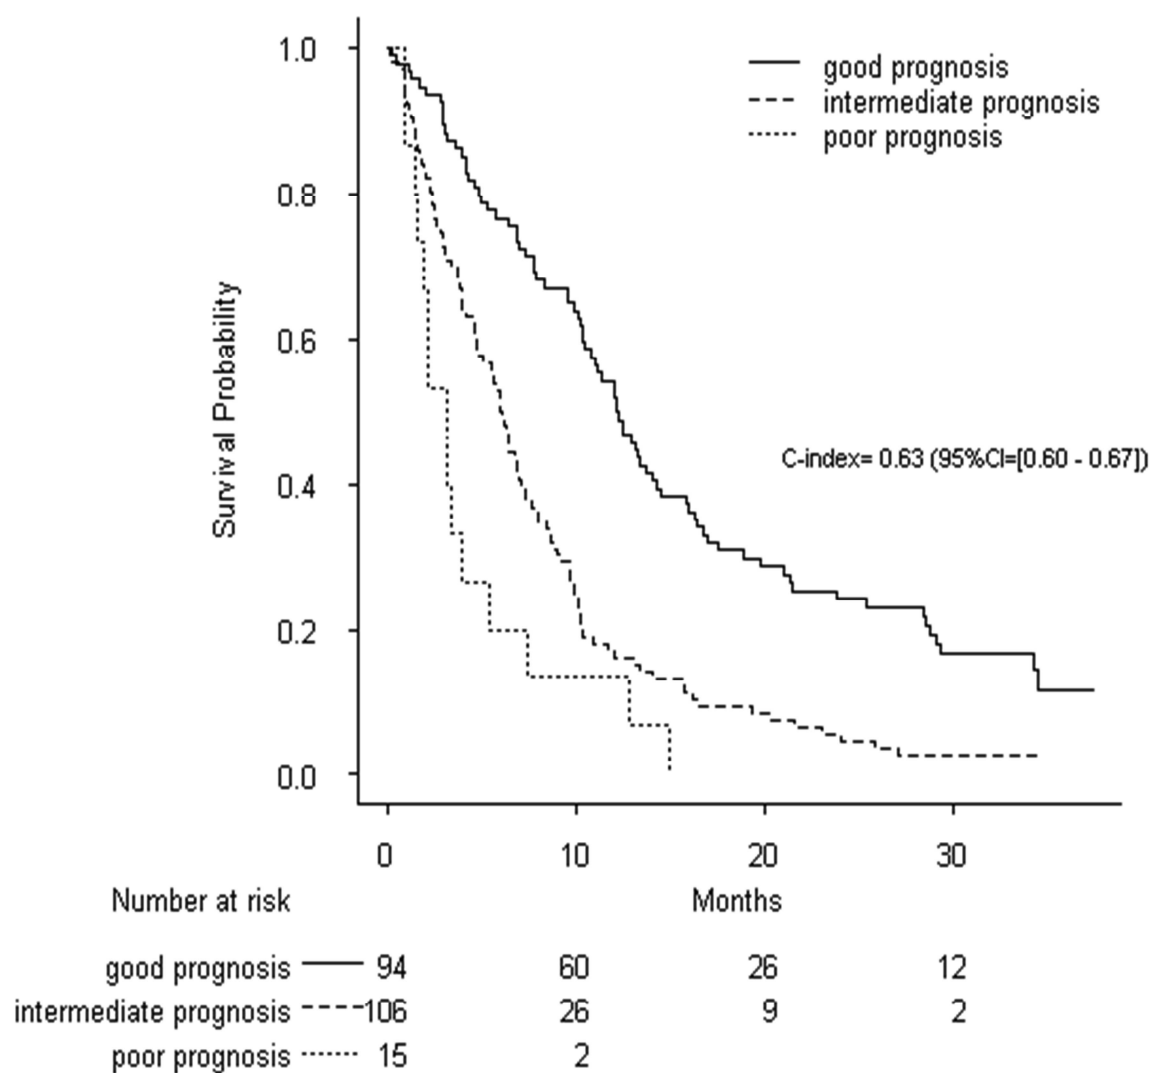 1.0
0.8
0.6
0.4
0.2
0.0
Survival Probability
good prognosis
intermediate prognosis
poor prognosis
C-index= 0.63 (95%CI=[0.60 - 0.67])
0 10 20 30
Number at risk Months
good prognosis 94 60 26 12
intermediate prognosis 106 26 9 2
poor prognosis 15 2